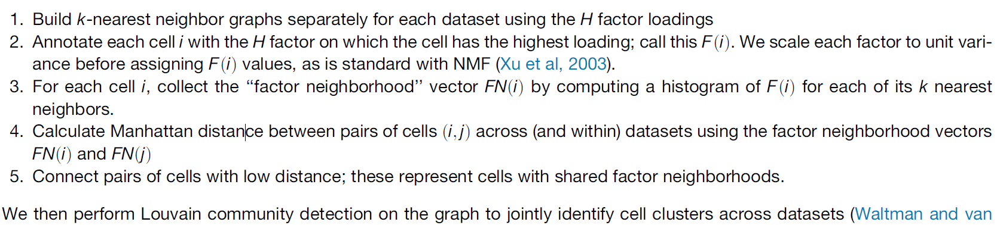 1. Build k-nearest neighbor graphs separately for each dataset using the H factor loadings
2. Annotate each cell i with the H factor on which the cell has the highest loading; call this F(i). We scale each factor to unit vari-
ance before assigning F(i) values, as is standard with NMF (Xu et al, 2003).
3. For each cell i, collect the “factor neighborhood” vector FN(i) by computing a histogram of F(i) for each of its k nearest
neighbors.
4. Calculate Manhattan distance between pairs of cells (i,j) across (and within) datasets using the factor neighborhood vectors
FN(i) and FN(j)
5. Connect pairs of cells with low distance; these represent cells with shared factor neighborhoods.
We then perform Louvain community detection on the graph to jointly identify cell clusters across datasets (Waltman and van